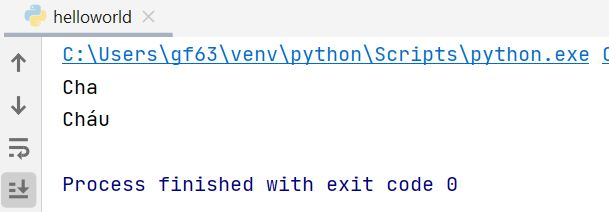 helloworld
C:\Users\gf63\venv\python\Scripts\python.exe
Cha
Cháu
Process finished with exit code 0